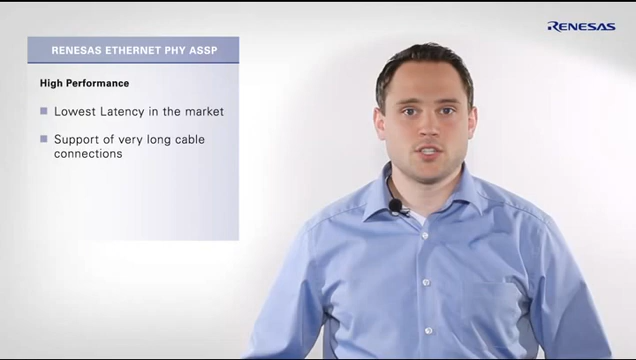 RENESAS
RENESAS ETHERNET PHY ASSP
High Performance
Lowest Latency in the market
Support of very long cable
connections